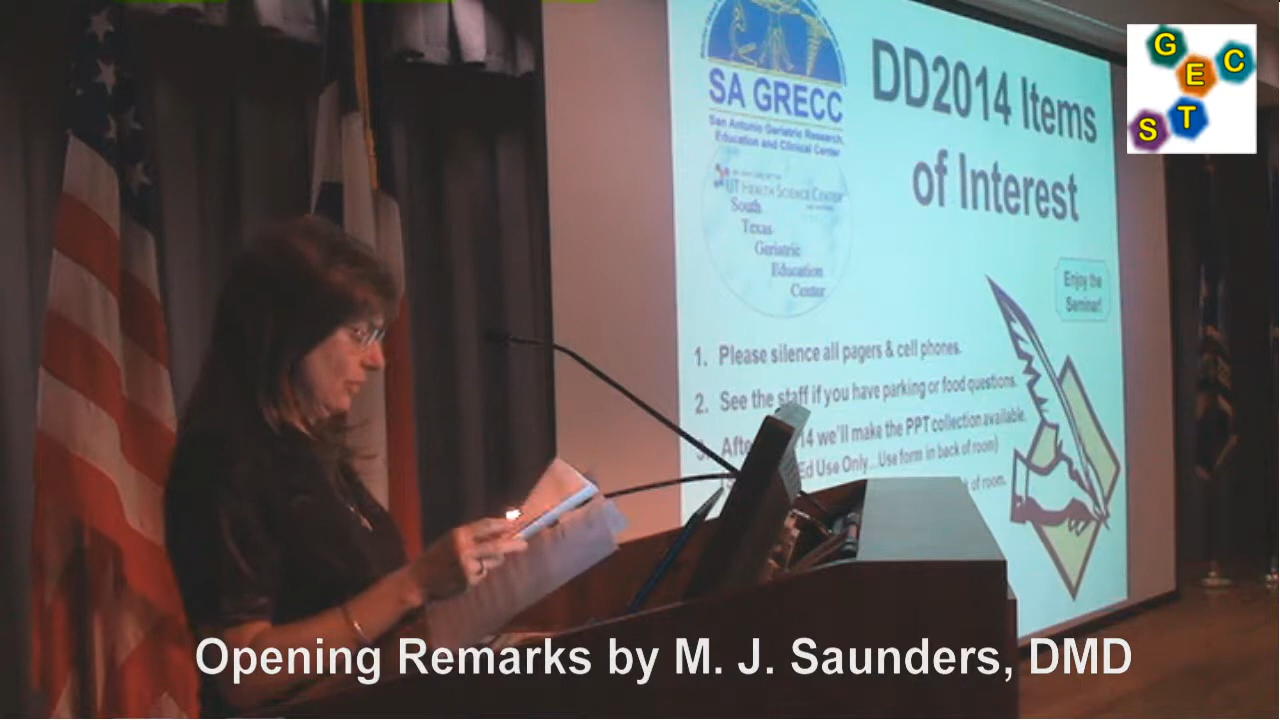 SA GRECC
San Antonio Geriatric Research,
Education and Clinical Center
UT HEALTH SCIENCE CENTER
South
Texas
Geriatric
Education
Center
DD2014 Items
of Interest
Enjoy the
Seminar!
1. Please silence all pagers & cell phones.
2. See the staff if you have parking or food questions.
14 we'll make the PPT collection available.
Ed Use Only...Use form in back of room)
of room.
G
E
C
S
T
Opening Remarks by M. J. Saunders, DMD